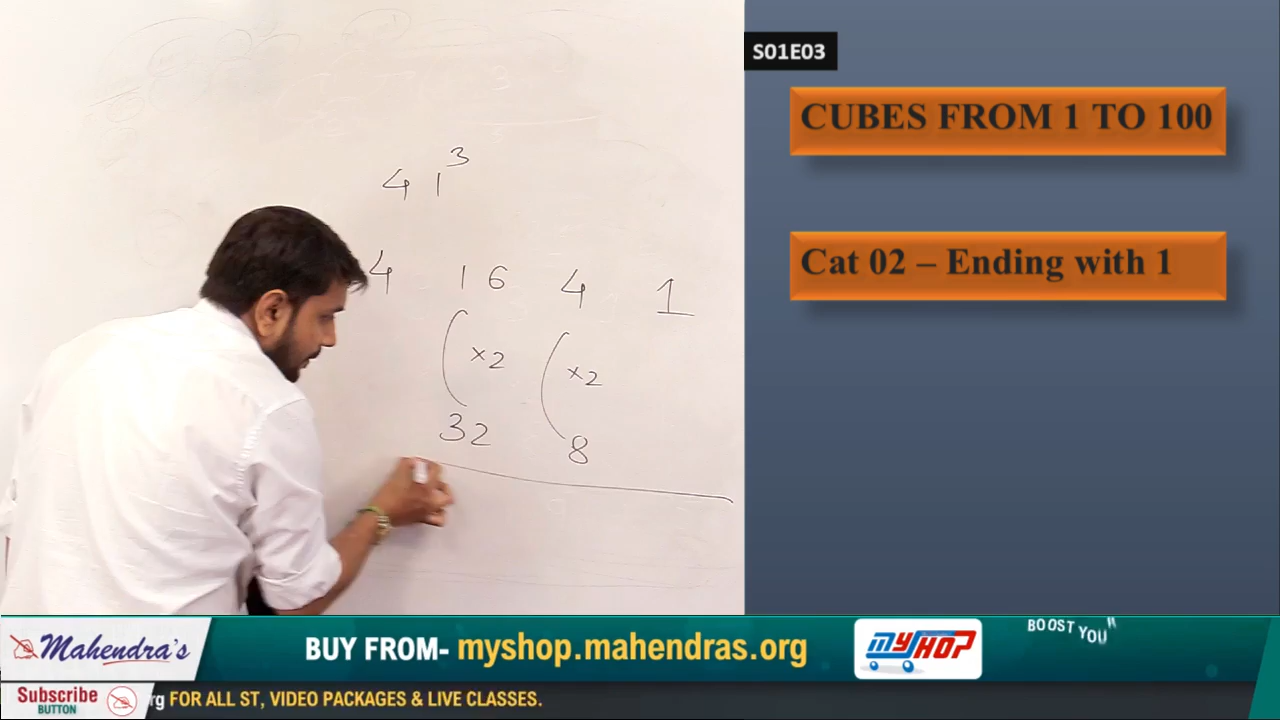 S01E03
CUBES FROM 1 TO 100
Cat 02 – Ending with 1
41³
4 16 4 1
×2 ×2
32 8
Mahendra's
BUY FROM- myshop.mahendras.org
MY SHOP
BOOST YOU
Subscribe
BUTTON
rg FOR ALL ST, VIDEO PACKAGES & LIVE CLASSES.